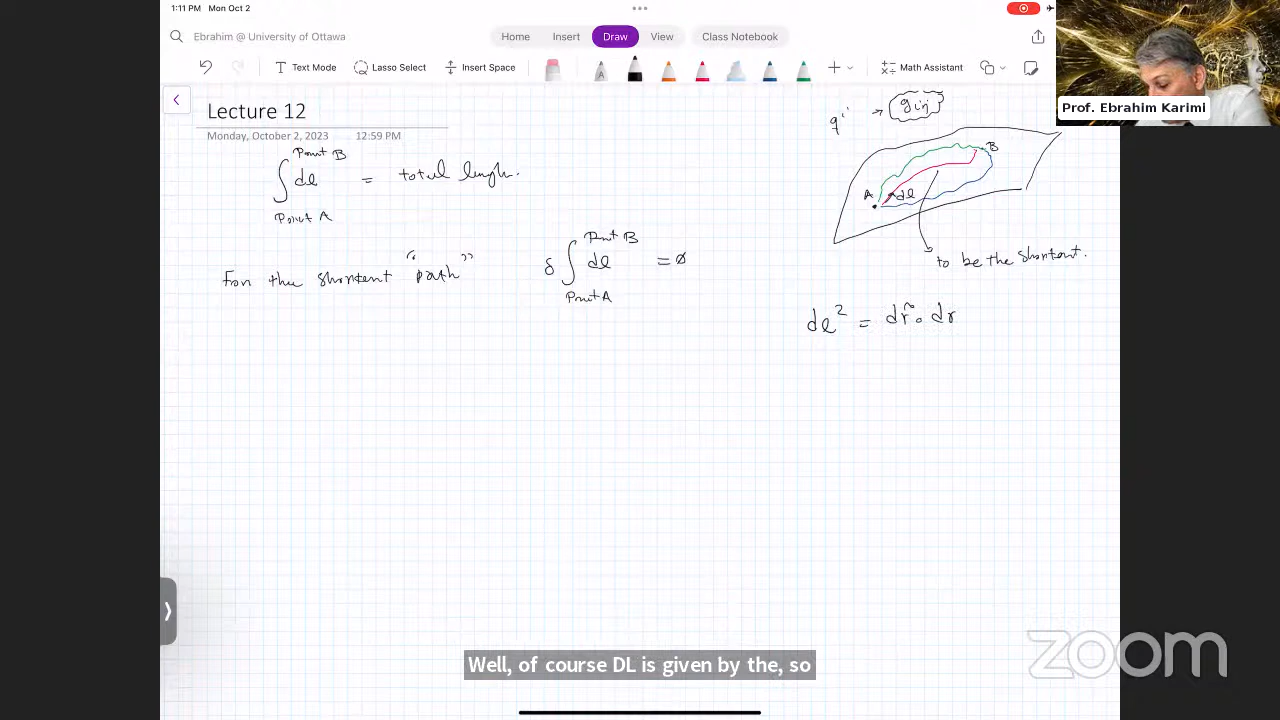 1:11 PM Mon Oct 2
Ebrahim @ University of Ottawa
Home Insert Draw View Class Notebook
Text Mode Lasso Select Insert Space Math Assistant
Prof. Ebrahim Karimi
Lecture 12
Monday, October 2, 2023 12:59 PM
qⁱ → gᵢⱼ
Point B
∫ dℓ = total lengh.
Point A
A dℓ B
to be the shortest.
For the shortest "path" δ ∫ dℓ = ∅
Point B
Point A
dℓ² = dr⃗ . dr
Well, of course DL is given by the, so
zoom